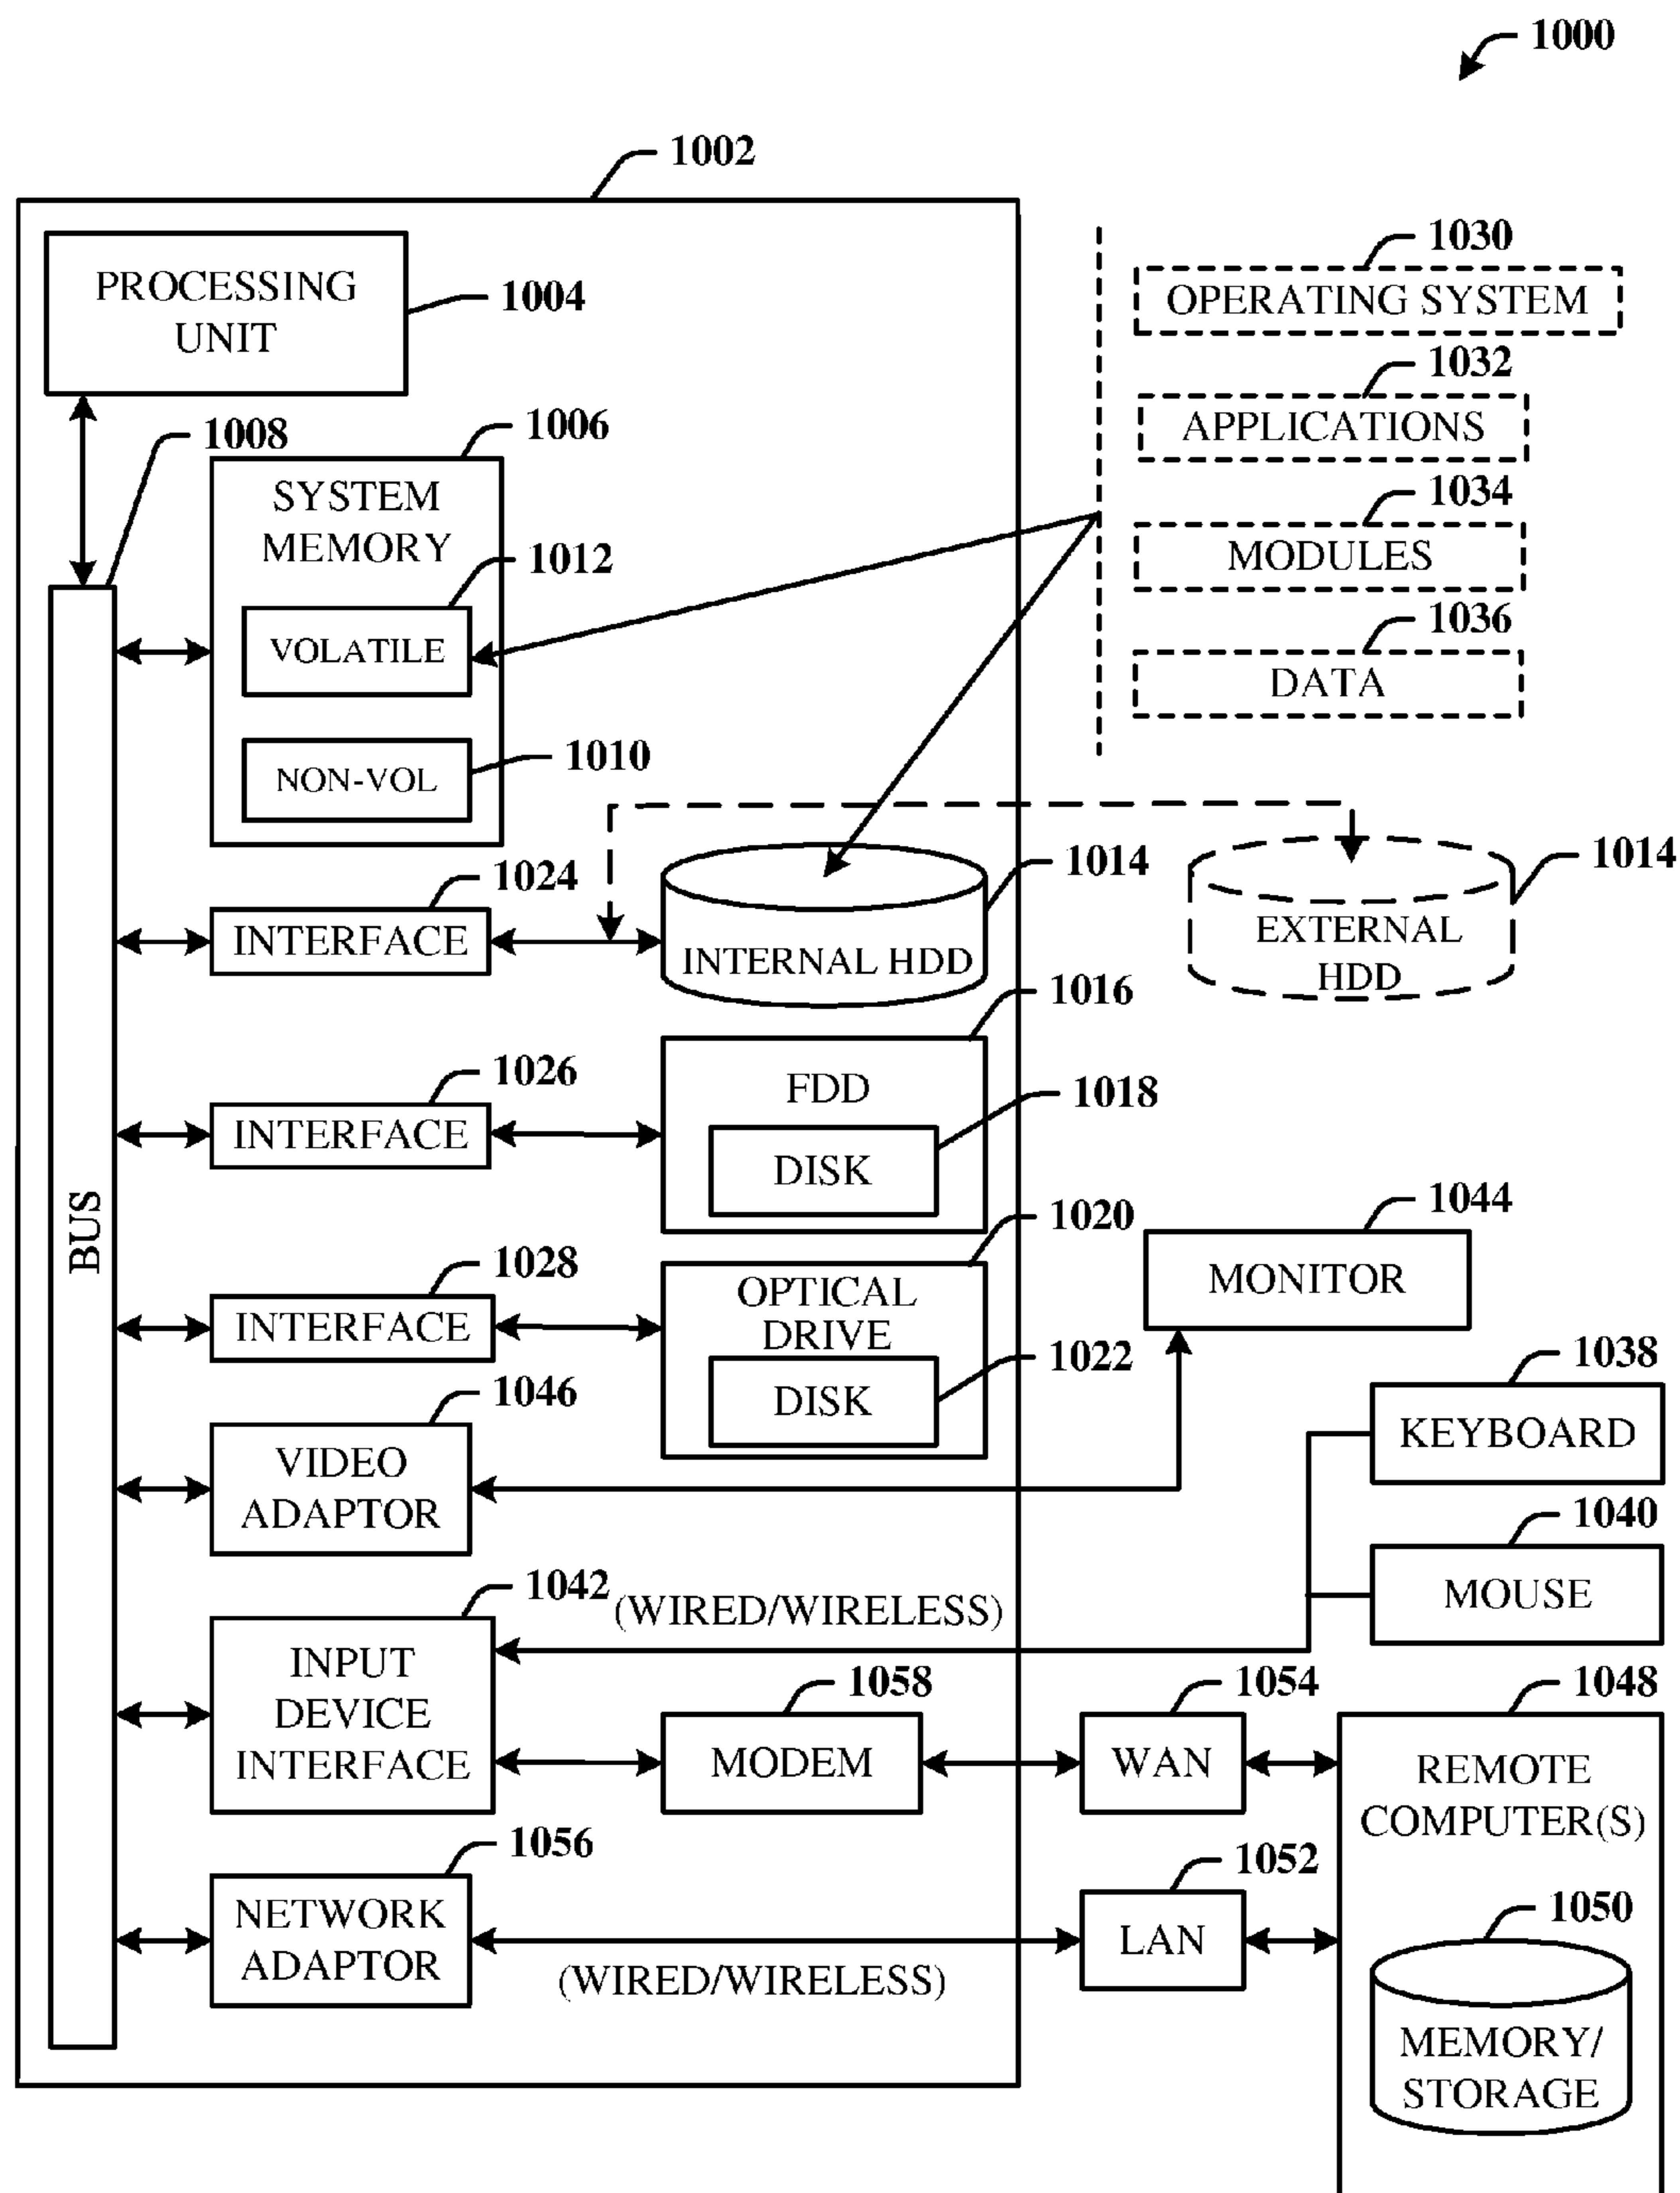 1000
1002
PROCESSING
UNIT
1004
1030
OPERATING SYSTEM
1032
APPLICATIONS
1034
MODULES
1036
DATA
1008
1006
SYSTEM
MEMORY
1012
VOLATILE
1010
NON-VOL
1024
INTERFACE
1014
INTERNAL HDD
1014
EXTERNAL
HDD
1026
INTERFACE
1016
FDD
1018
DISK
BUS
1028
INTERFACE
1020
OPTICAL
DRIVE
1022
DISK
1044
MONITOR
1046
VIDEO
ADAPTOR
1038
KEYBOARD
1040
MOUSE
1042
(WIRED/WIRELESS)
INPUT
DEVICE
INTERFACE
1058
MODEM
1054
WAN
1048
REMOTE
COMPUTER(S)
1056
NETWORK
ADAPTOR
(WIRED/WIRELESS)
1052
LAN
1050
MEMORY/
STORAGE